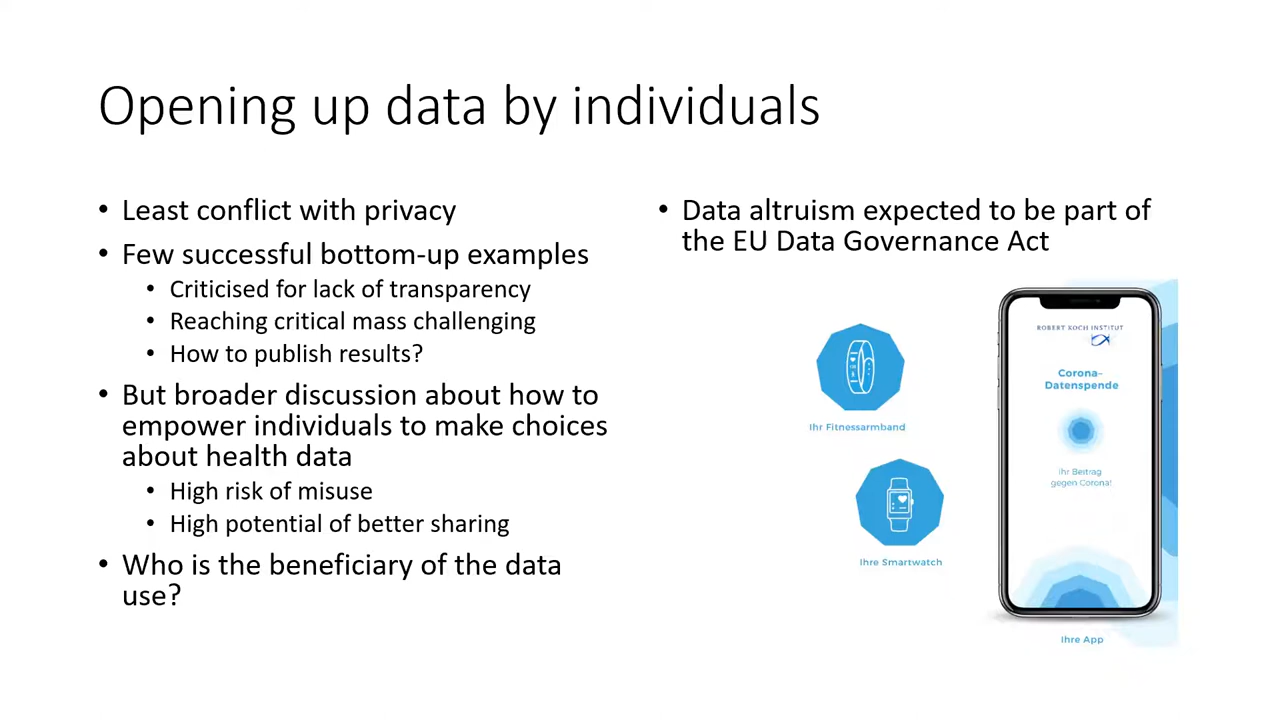 Opening up data by individuals
• Least conflict with privacy
• Few successful bottom-up examples
• Criticised for lack of transparency
• Reaching critical mass challenging
• How to publish results?
• But broader discussion about how to
empower individuals to make choices
about health data
• High risk of misuse
• High potential of better sharing
• Who is the beneficiary of the data
use?
• Data altruism expected to be part of
the EU Data Governance Act
Ihr Fitnessarmband
Ihre Smartwatch
ROBERT KOCH INSTITUT
Corona-
Datenspende
Ihr Beitrag
gegen Corona!
Ihre App